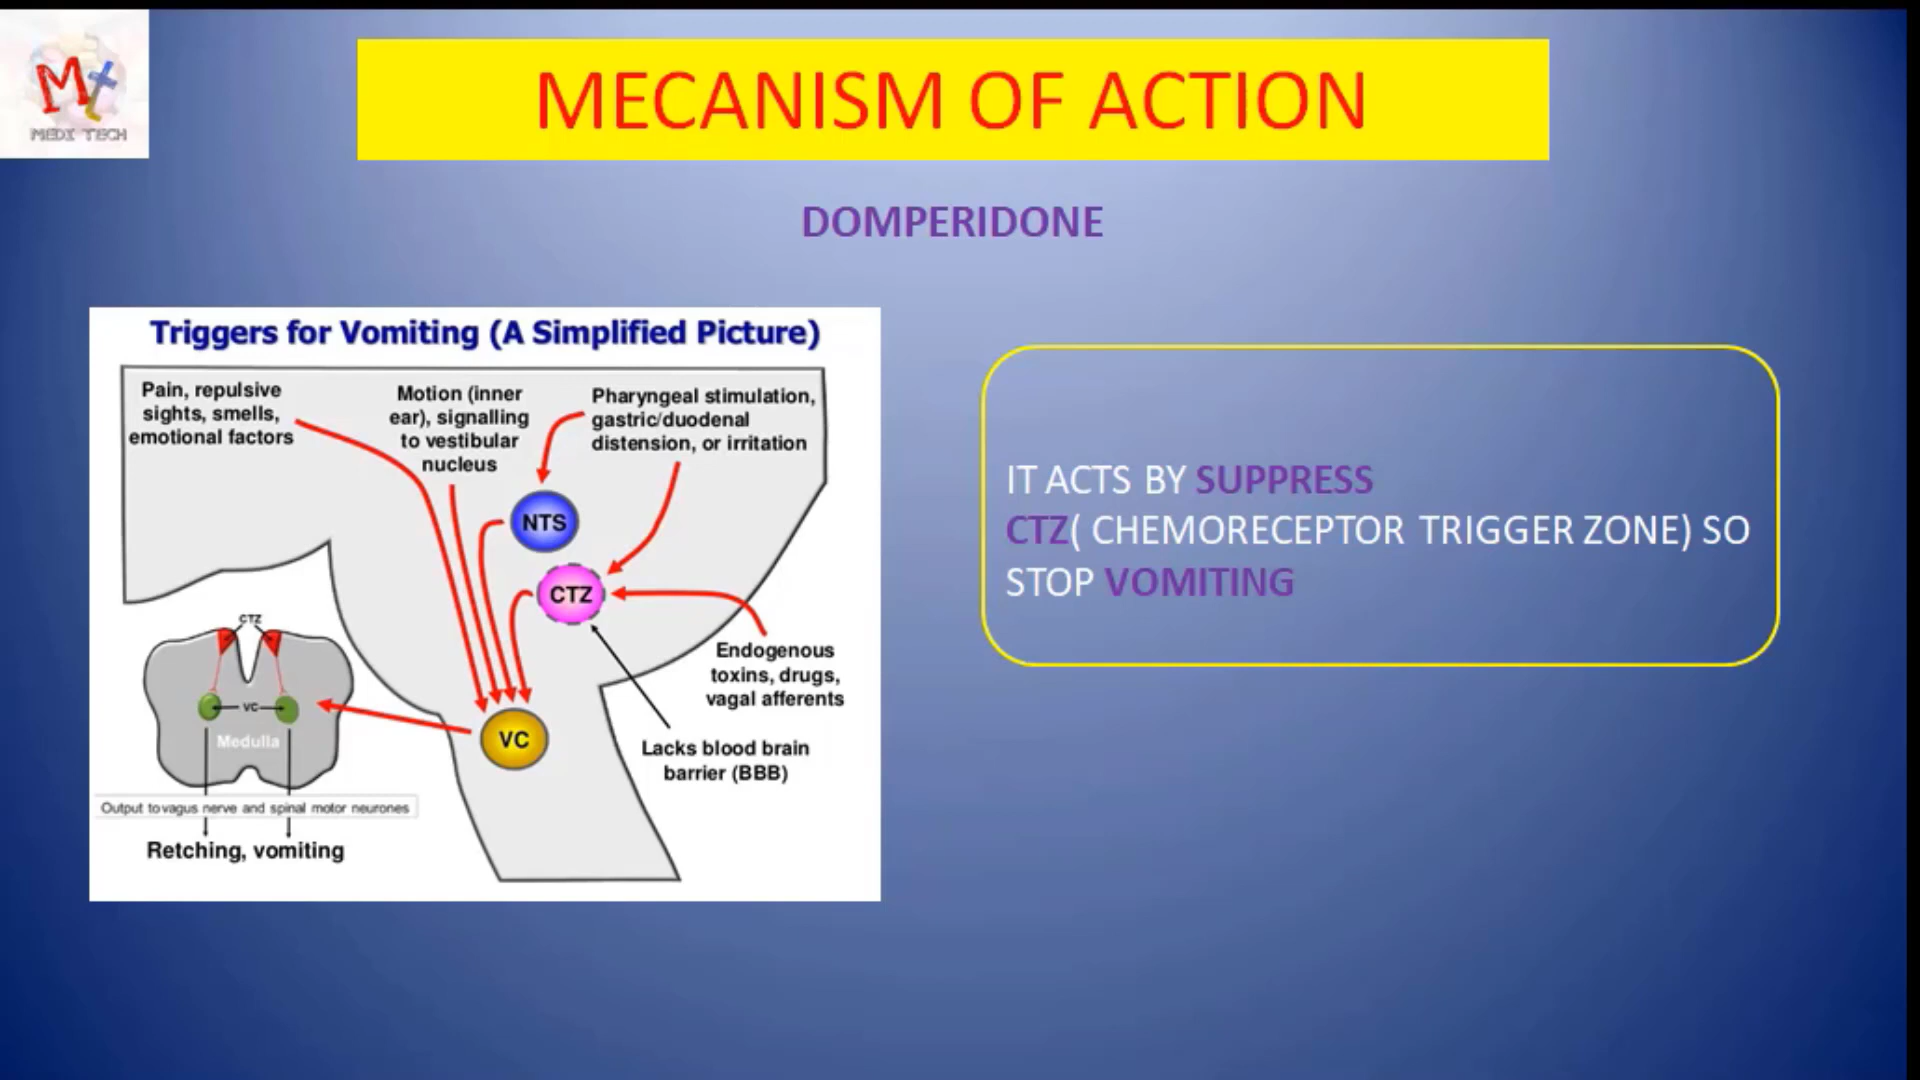 Mt
MEDI TECH
MECANISM OF ACTION
DOMPERIDONE
Triggers for Vomiting (A Simplified Picture)
Pain, repulsive
sights, smells,
emotional factors
Motion (inner
ear), signalling
to vestibular
nucleus
Pharyngeal stimulation,
gastric/duodenal
distension, or irritation
NTS
CTZ
Endogenous
toxins, drugs,
vagal afferents
Lacks blood brain
barrier (BBB)
VC
CTZ
VC
Medulla
Output to vagus nerve and spinal motor neurones
Retching, vomiting
IT ACTS BY SUPPRESS
CTZ( CHEMORECEPTOR TRIGGER ZONE) SO
STOP VOMITING